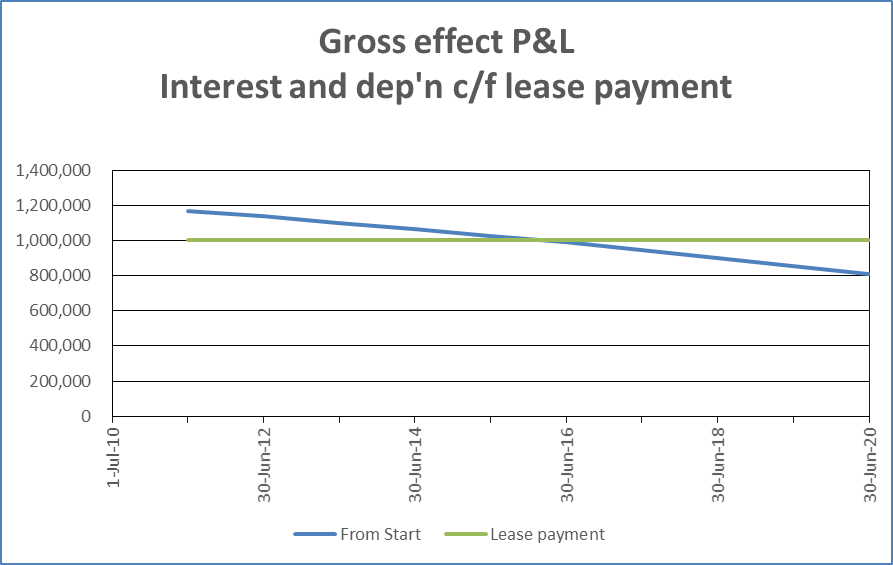 Gross effect P&L
Interest and dep'n c/f lease payment
1,400,000
1,200,000
1,000,000
800,000
600,000
400,000
200,000
0
1-Jul-10
30-Jun-12
30-Jun-14
30-Jun-16
30-Jun-18
30-Jun-20
From Start
Lease payment